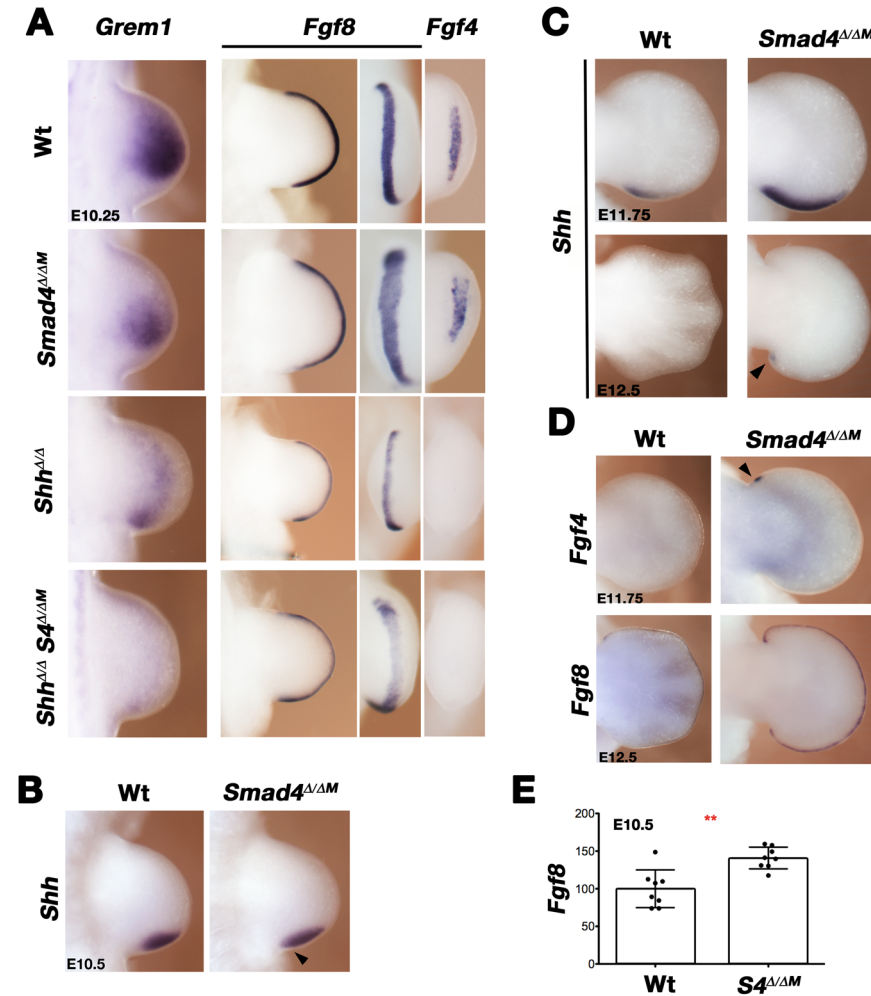 A
Grem1
Fgf8
Fgf4
Wt
E10.25
Smad4Δ/ΔM
ShhΔ/Δ
ShhΔ/Δ S4Δ/ΔM
B
Wt
Smad4Δ/ΔM
Shh
E10.5
C
Wt
Smad4Δ/ΔM
Shh
E11.75
E12.5
D
Wt
Smad4Δ/ΔM
Fgf4
E11.75
Fgf8
E12.5
E
E10.5
**
Fgf8
200
150
100
50
0
Wt
S4Δ/ΔM